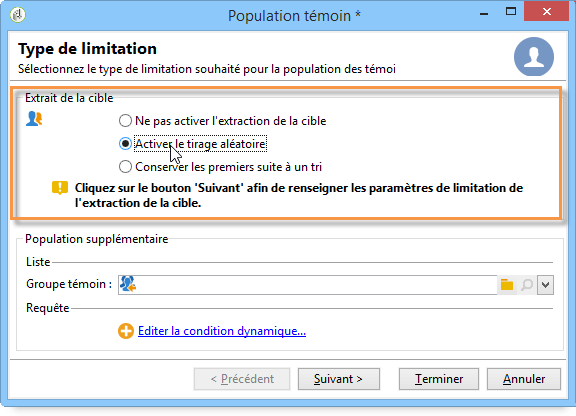 Population témoin *
Type de limitation
Sélectionnez le type de limitation souhaité pour la population des témoi
Extrait de la cible
Ne pas activer l'extraction de la cible
Activer le tirage aléatoire
Conserver les premiers suite à un tri
Cliquez sur le bouton 'Suivant' afin de renseigner les paramètres de limitation de
l'extraction de la cible.
Population supplémentaire
Liste
Groupe témoin :
Requête
Editer la condition dynamique...
< Précédent Suivant > Terminer Annuler